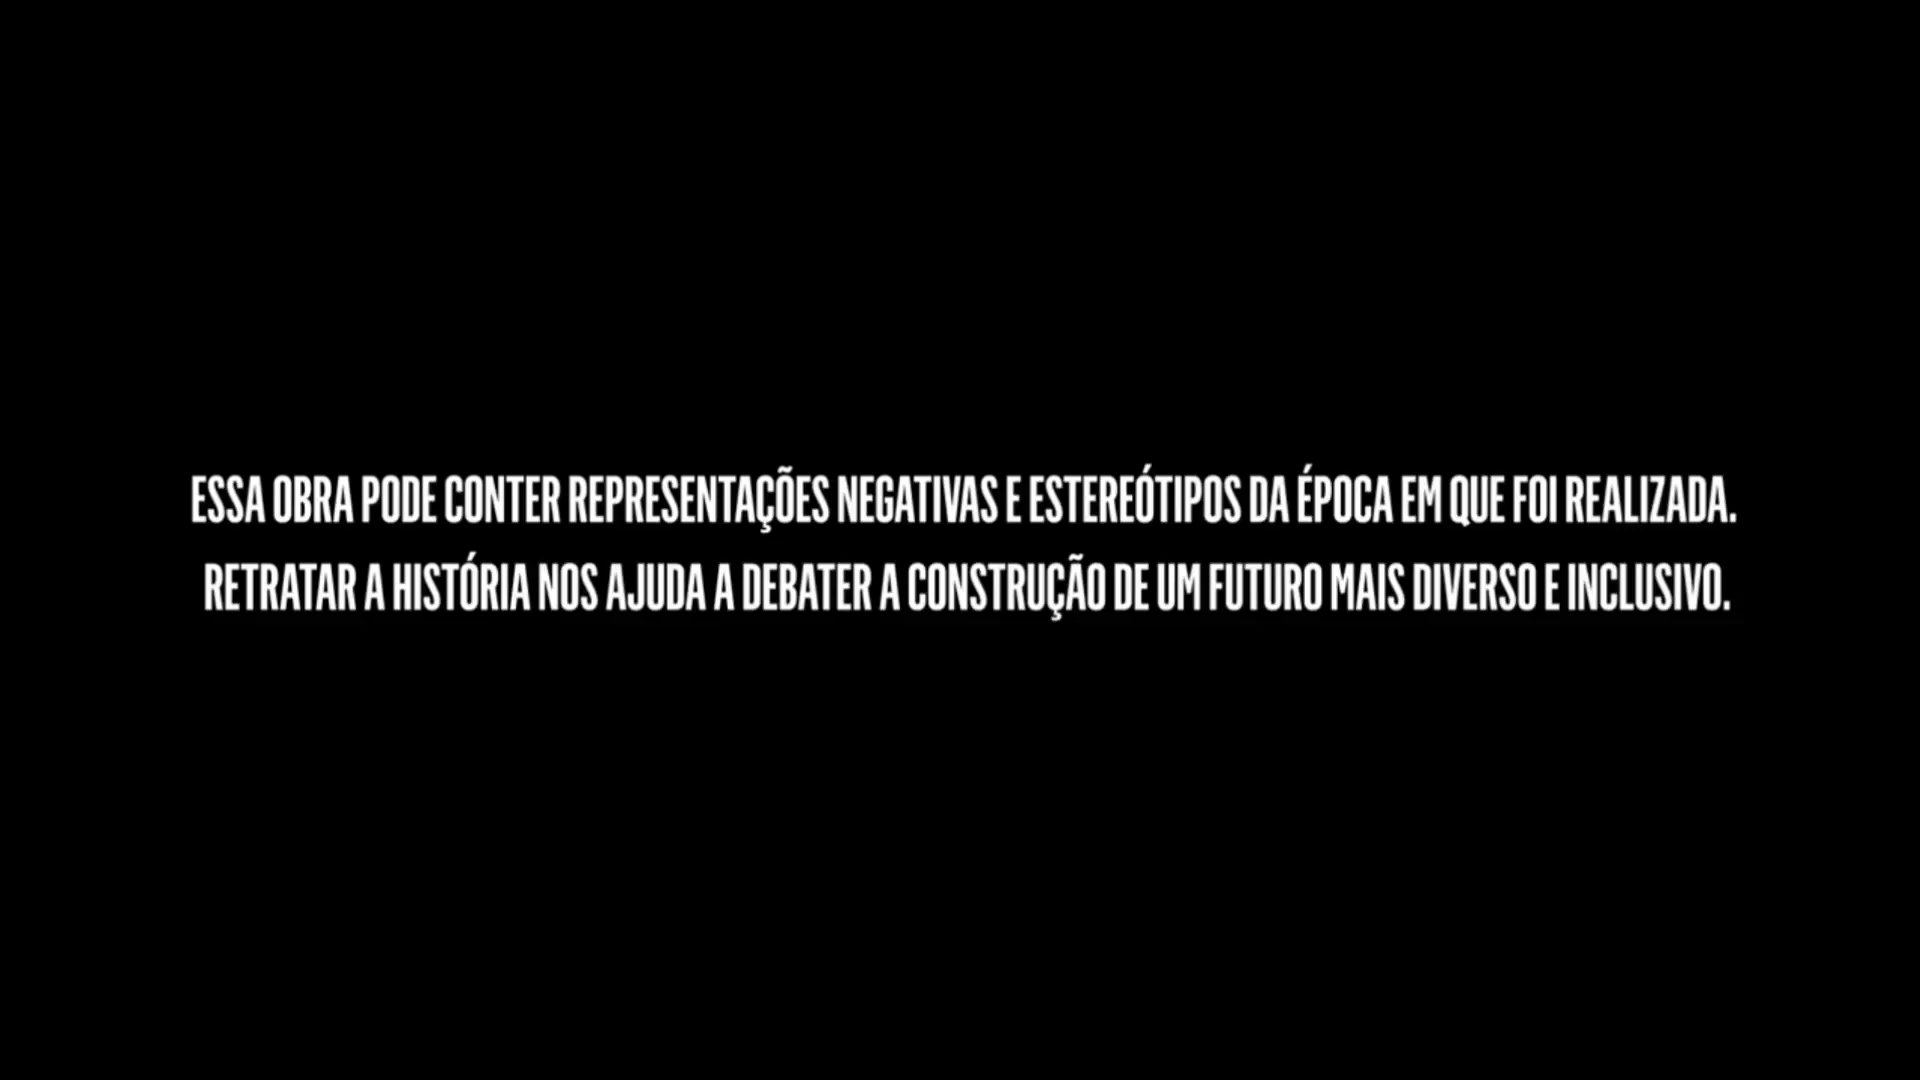 ESSA OBRA PODE CONTER REPRESENTAÇÕES NEGATIVAS E ESTEREÓTIPOS DA ÉPOCA EM QUE FOI REALIZADA.
RETRATAR A HISTÓRIA NOS AJUDA A DEBATER A CONSTRUÇÃO DE UM FUTURO MAIS DIVERSO E INCLUSIVO.